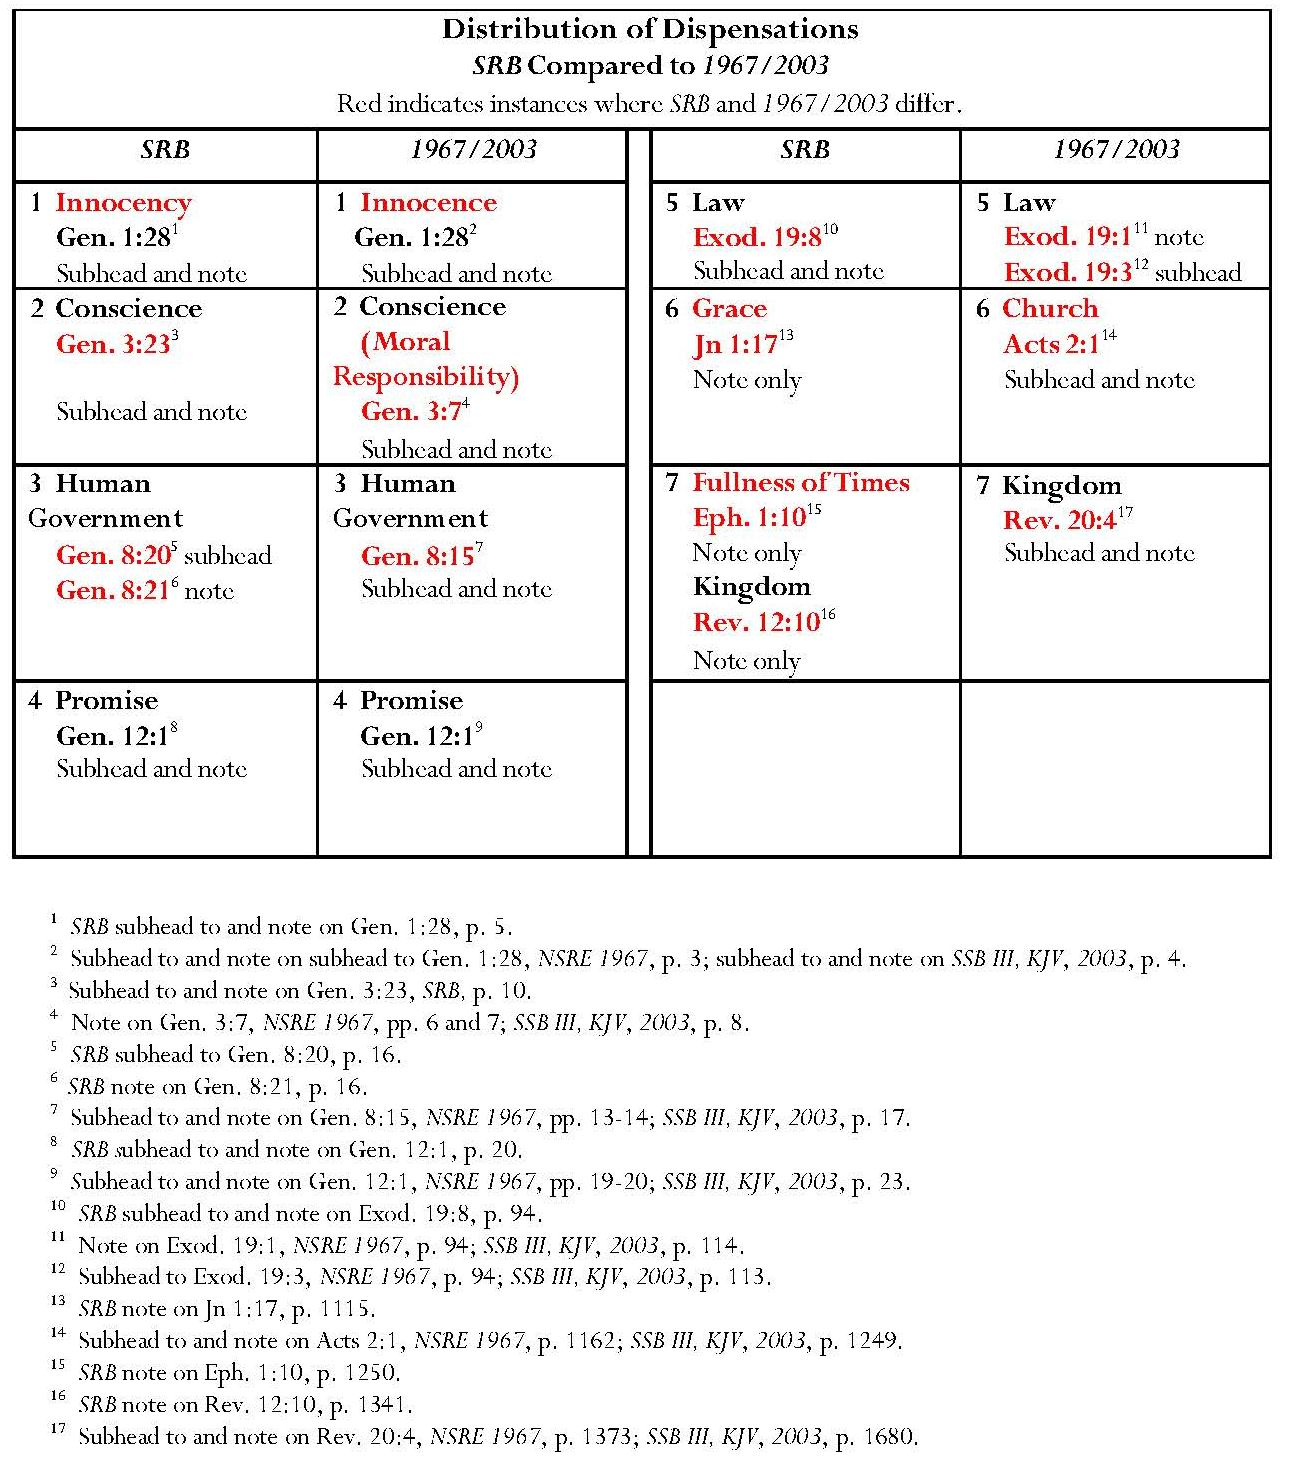 Distribution of Dispensations
SRB Compared to 1967/2003
Red indicates instances where SRB and 1967/2003 differ.
SRB
1967/2003
SRB
1967/2003
1 Innocency
Gen. 1:28¹
Subhead and note
1 Innocence
Gen. 1:28²
Subhead and note
5 Law
Exod. 19:8¹⁰
Subhead and note
5 Law
Exod. 19:1¹¹ note
Exod. 19:3¹² subhead
2 Conscience
Gen. 3:23³
Subhead and note
2 Conscience
(Moral
Responsibility)
Gen. 3:7⁴
Subhead and note
6 Grace
Jn 1:17¹³
Note only
6 Church
Acts 2:1¹⁴
Subhead and note
3 Human
Government
Gen. 8:20⁵ subhead
Gen. 8:21⁶ note
3 Human
Government
Gen. 8:15⁷
Subhead and note
7 Fullness of Times
Eph. 1:10¹⁵
Note only
Kingdom
Rev. 12:10¹⁶
Note only
7 Kingdom
Rev. 20:4¹⁷
Subhead and note
4 Promise
Gen. 12:1⁸
Subhead and note
4 Promise
Gen. 12:1⁹
Subhead and note
¹ SRB subhead to and note on Gen. 1:28, p. 5.
² Subhead to and note on subhead to Gen. 1:28, NSRE 1967, p. 3; subhead to and note on SSB III, KJV, 2003, p. 4.
³ Subhead to and note on Gen. 3:23, SRB, p. 10.
⁴ Note on Gen. 3:7, NSRE 1967, pp. 6 and 7; SSB III, KJV, 2003, p. 8.
⁵ SRB subhead to Gen. 8:20, p. 16.
⁶ SRB note on Gen. 8:21, p. 16.
⁷ Subhead to and note on Gen. 8:15, NSRE 1967, pp. 13-14; SSB III, KJV, 2003, p. 17.
⁸ SRB subhead to and note on Gen. 12:1, p. 20.
⁹ Subhead to and note on Gen. 12:1, NSRE 1967, pp. 19-20; SSB III, KJV, 2003, p. 23.
¹⁰ SRB subhead to and note on Exod. 19:8, p. 94.
¹¹ Note on Exod. 19:1, NSRE 1967, p. 94; SSB III, KJV, 2003, p. 114.
¹² Subhead to Exod. 19:3, NSRE 1967, p. 94; SSB III, KJV, 2003, p. 113.
¹³ SRB note on Jn 1:17, p. 1115.
¹⁴ Subhead to and note on Acts 2:1, NSRE 1967, p. 1162; SSB III, KJV, 2003, p. 1249.
¹⁵ SRB note on Eph. 1:10, p. 1250.
¹⁶ SRB note on Rev. 12:10, p. 1341.
¹⁷ Subhead to and note on Rev. 20:4, NSRE 1967, p. 1373; SSB III, KJV, 2003, p. 1680.